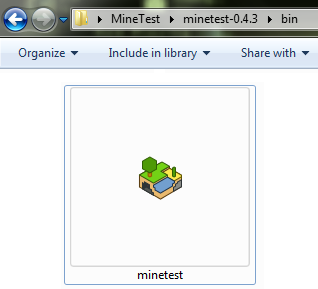 MineTest minetest-0.4.3 bin
Organize Include in library Share with
minetest